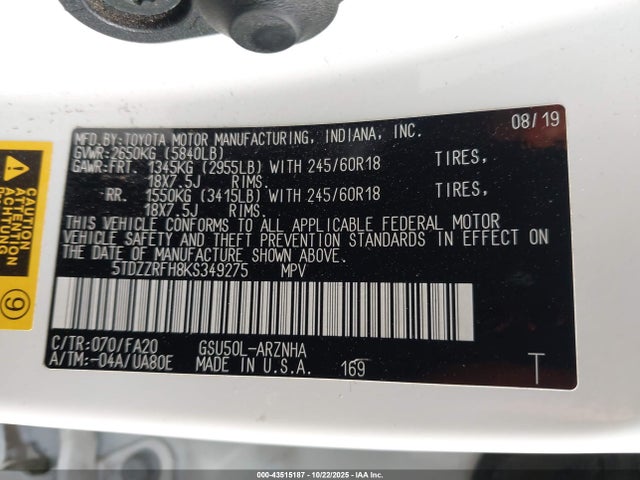 MFD.BY:TOYOTA MOTOR MANUFACTURING, INDIANA, INC. 08/19
GVWR:2650KG (5840LB)
GAWR:FRT. 1345KG (2955LB) WITH 245/60R18 TIRES,
18X7.5J RIMS.
RR. 1550KG (3415LB) WITH 245/60R18 TIRES,
18X7.5J RIMS.
THIS VEHICLE CONFORMS TO ALL APPLICABLE FEDERAL MOTOR
VEHICLE SAFETY AND THEFT PREVENTION STANDARDS IN EFFECT ON
THE DATE OF MANUFACTURE SHOWN ABOVE.
5TDZZRFH8KS349275 MPV
C/TR:070/FA20 GSU50L-ARZNHA
A/TM:-04A/UA80E MADE IN U.S.A. 169
T
CAUTION
ATTENTION
ACHTUNG
9
000-43515187 - 10/22/2025 - 36134